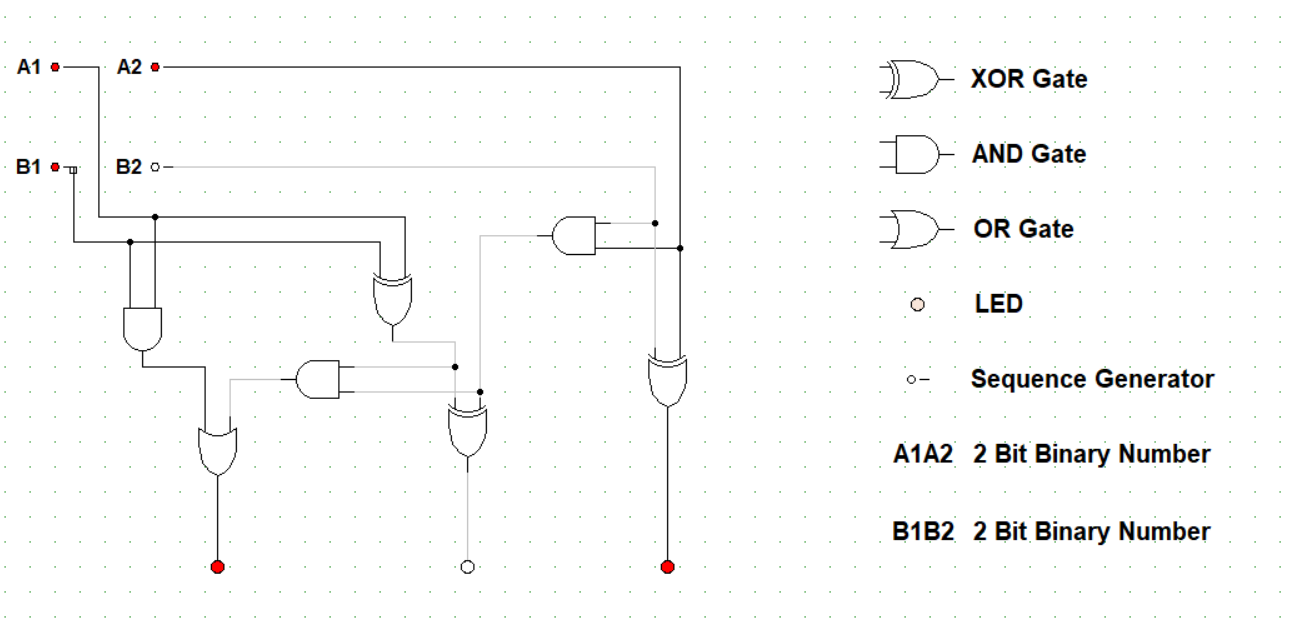 A1
A2
B1
B2
XOR Gate
AND Gate
OR Gate
LED
Sequence Generator
A1A2 2 Bit Binary Number
B1B2 2 Bit Binary Number